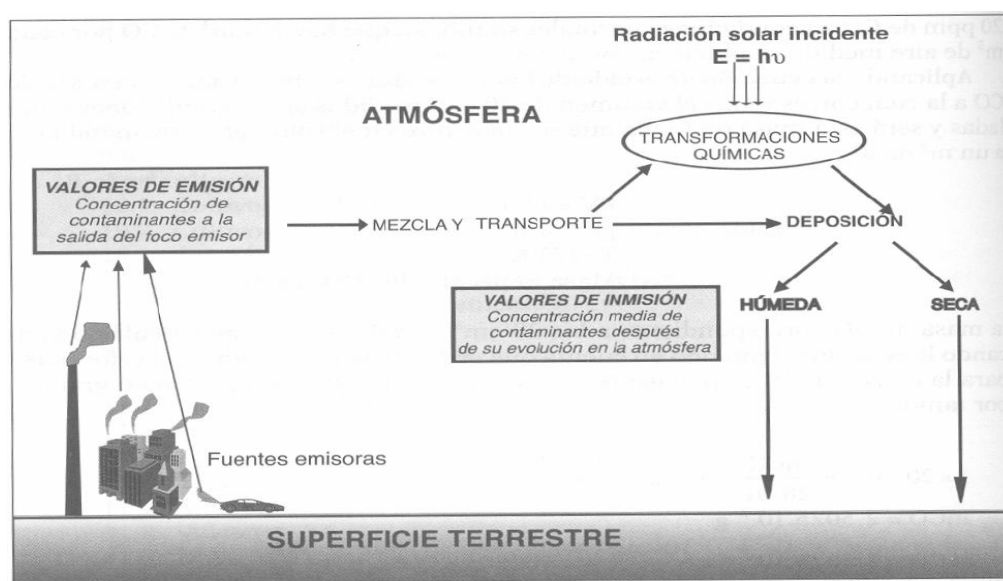 Radiación solar incidente
E = hυ
ATMÓSFERA
TRANSFORMACIONES
QUÍMICAS
VALORES DE EMISIÓN
Concentración de
contaminantes a la
salida del foco emisor
MEZCLA Y TRANSPORTE
DEPOSICIÓN
VALORES DE INMISIÓN
Concentración media de
contaminantes después
de su evolución en la atmósfera
HÚMEDA
SECA
Fuentes emisoras
SUPERFICIE TERRESTRE